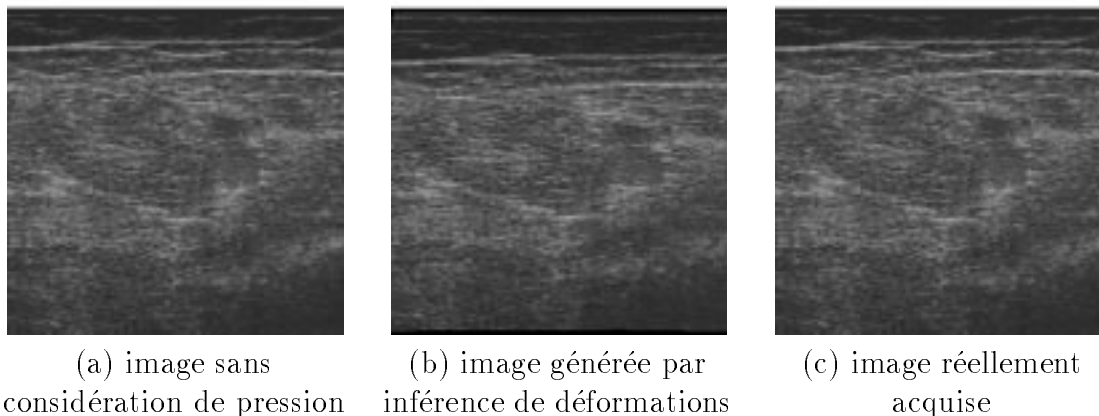 (a) image sans
considération de pression
(b) image générée par
inférence de déformations
(c) image réellement
acquise